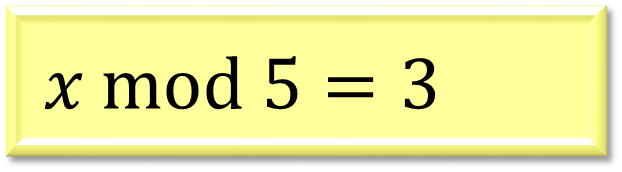 x mod 5 = 3